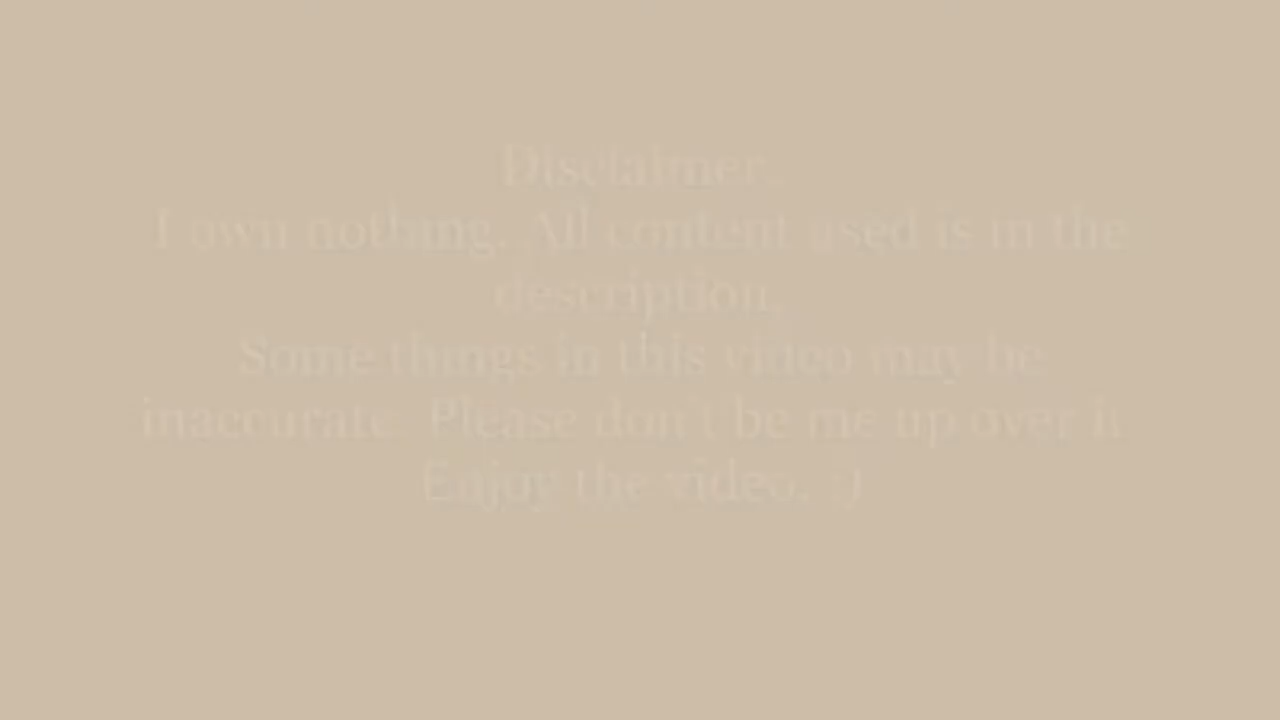 Disclaimer.
I own nothing. All content used is in the
description.
Some things in this video may be
inaccurate. Please don't be me up over it
Enjoy the video. :)